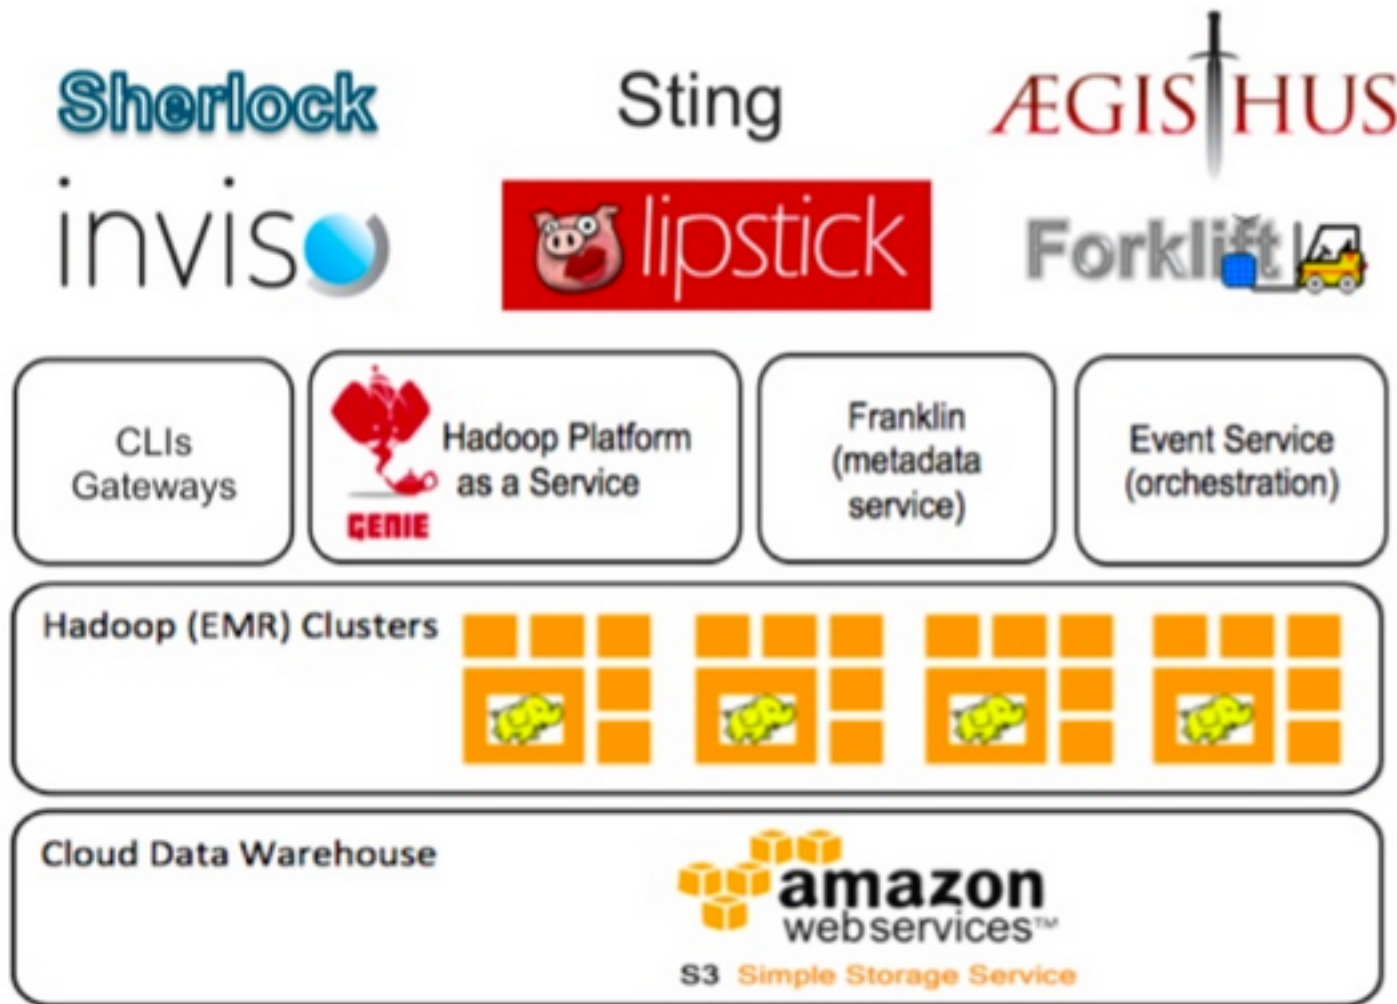 Sherlock
Sting
ÆGISTHUS
inviso
lipstick
Forklift
CLIs
Gateways
GENIE
Hadoop Platform
as a Service
Franklin
(metadata
service)
Event Service
(orchestration)
Hadoop (EMR) Clusters
Cloud Data Warehouse
amazon
webservices™
S3 Simple Storage Service